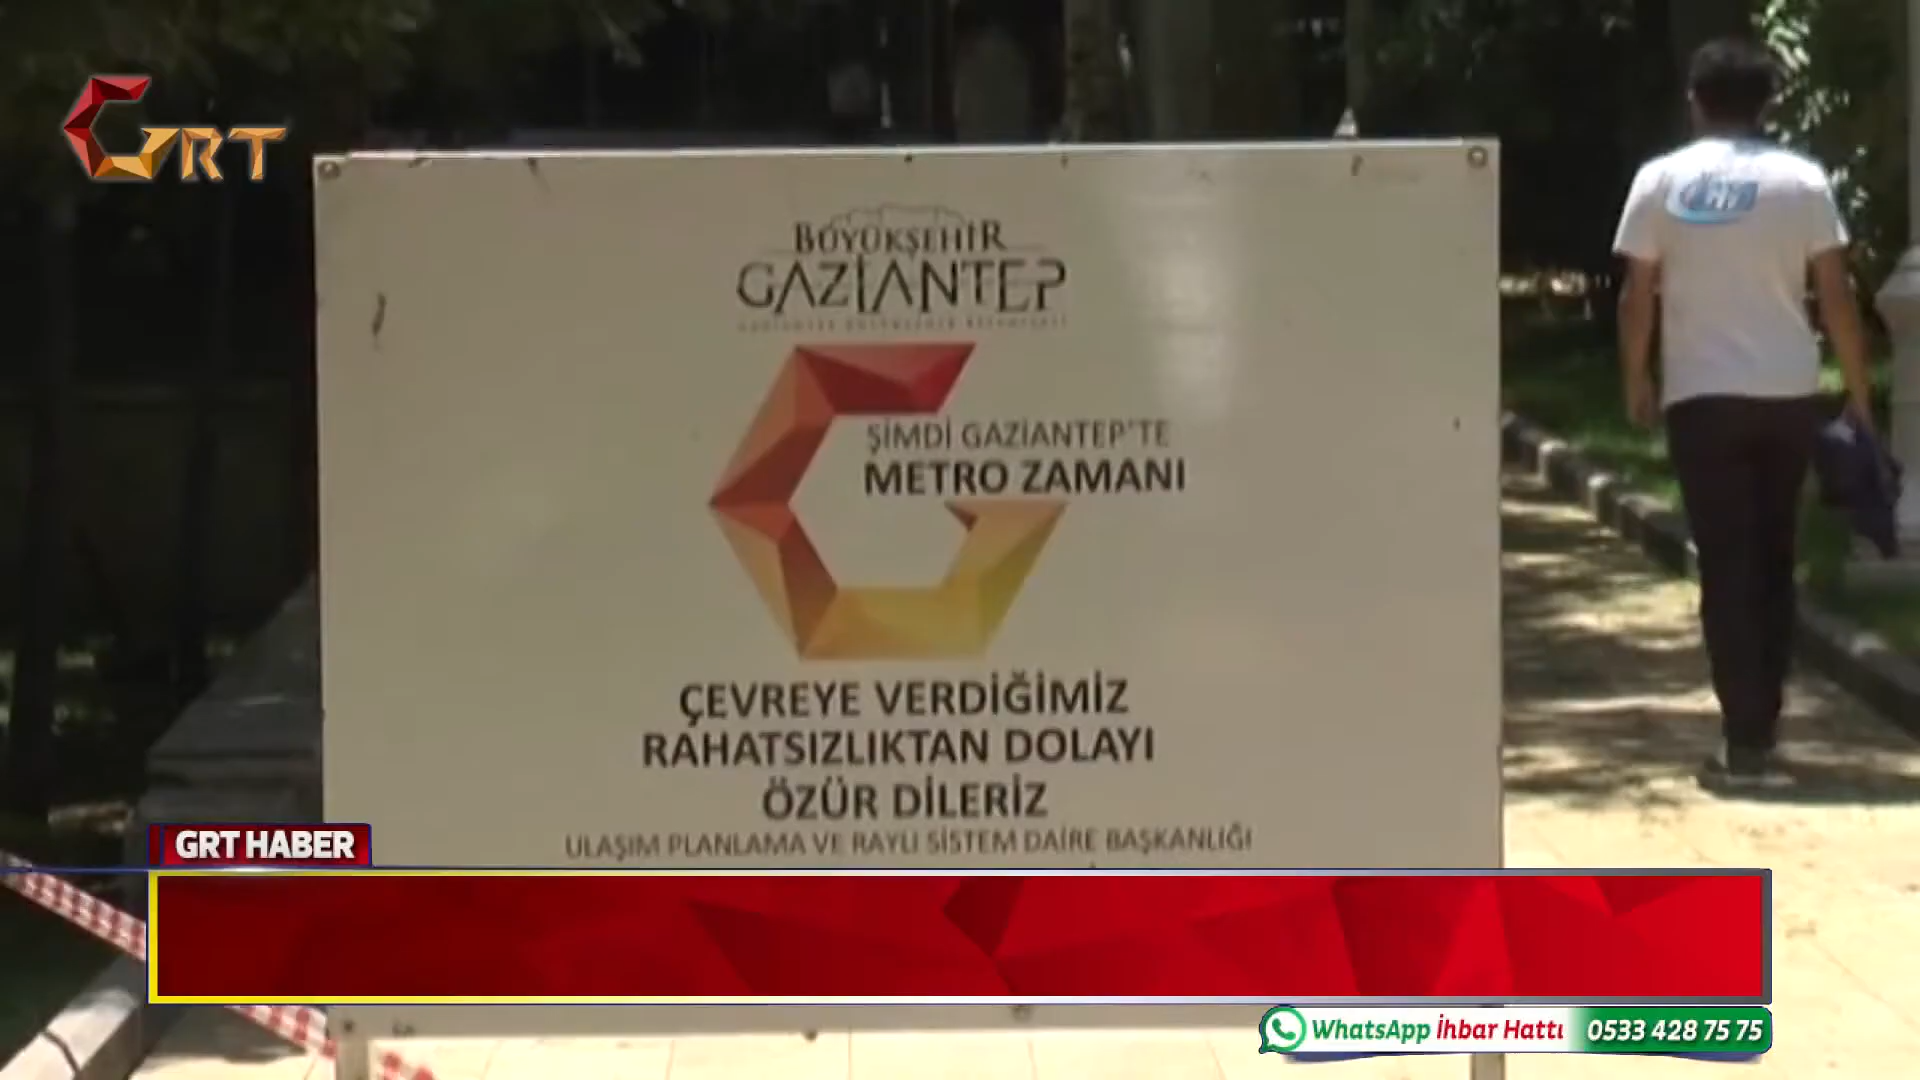 GRT
BÜYÜKŞEHİR
GAZİANTEP
ŞİMDİ GAZİANTEP'TE
METRO ZAMANI
ÇEVREYE VERDİĞİMİZ
RAHATSIZLIKTAN DOLAYI
ÖZÜR DİLERİZ
ULAŞIM PLANLAMA VE RAYLI SİSTEM DAİRE BAŞKANLIĞI
GRT HABER
WhatsApp İhbar Hattı 0533 428 75 75